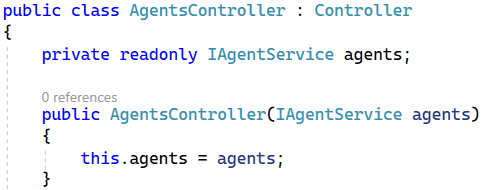 public class AgentsController : Controller
{
private readonly IAgentService agents;
0 references
public AgentsController(IAgentService agents)
{
this.agents = agents;
}